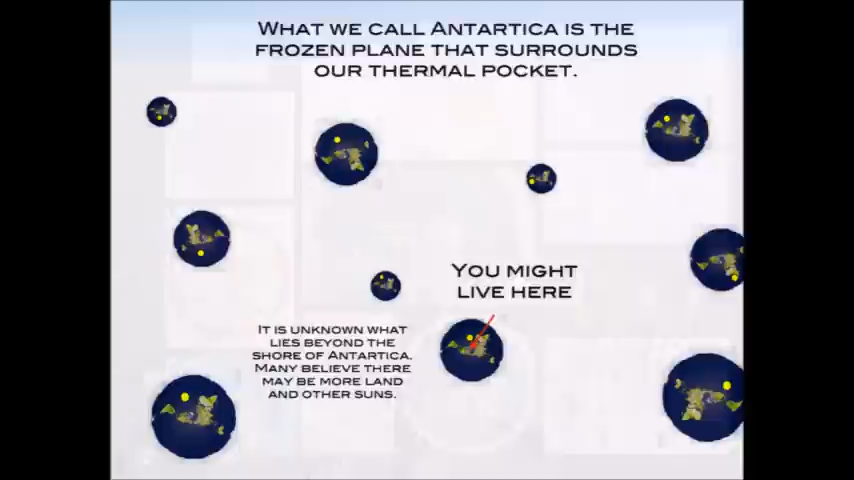 What we call Antartica is the
frozen plane that surrounds
our thermal pocket.
You might
live here
It is unknown what
lies beyond the
shore of Antartica.
Many believe there
may be more land
and other suns.